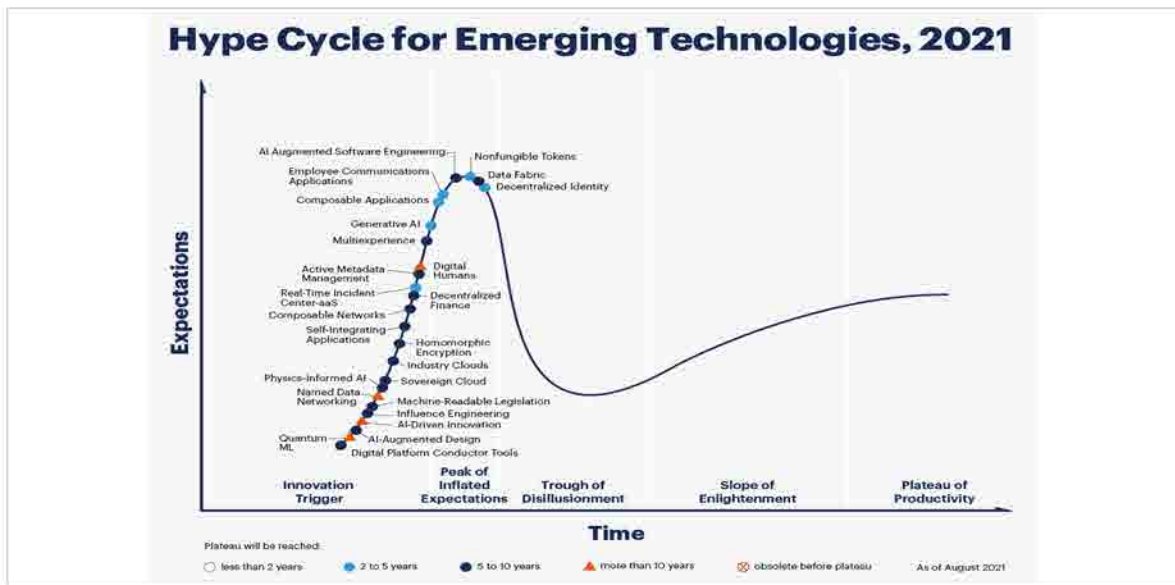 Hype Cycle for Emerging Technologies, 2021
Expectations
AI Augmented Software Engineering
Nonfungible Tokens
Employee Communications
Applications
Data Fabric
Decentralized Identity
Composable Applications
Generative AI
Multiexperience
Active Metadata
Management
Digital
Humans
Real-Time Incident
Center-aaS
Decentralized
Finance
Composable Networks
Self-Integrating
Applications
Homomorphic
Encryption
Industry Clouds
Physics-Informed AI
Sovereign Cloud
Named Data
Networking
Machine-Readable Legislation
Influence Engineering
AI-Driven Innovation
Quantum
ML
AI-Augmented Design
Digital Platform Conductor Tools
Innovation
Trigger
Peak of
Inflated
Expectations
Trough of
Disillusionment
Slope of
Enlightenment
Plateau of
Productivity
Time
Plateau will be reached:
less than 2 years
2 to 5 years
5 to 10 years
more than 10 years
obsolete before plateau
As of August 2021